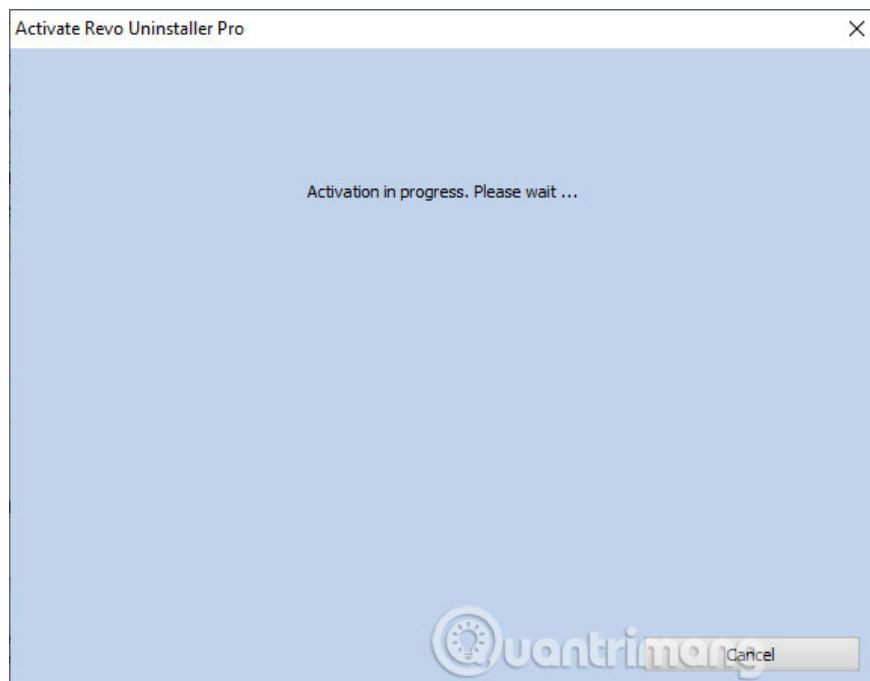 Activate Revo Uninstaller Pro
Activation in progress. Please wait ...
Quantrimang
Cancel